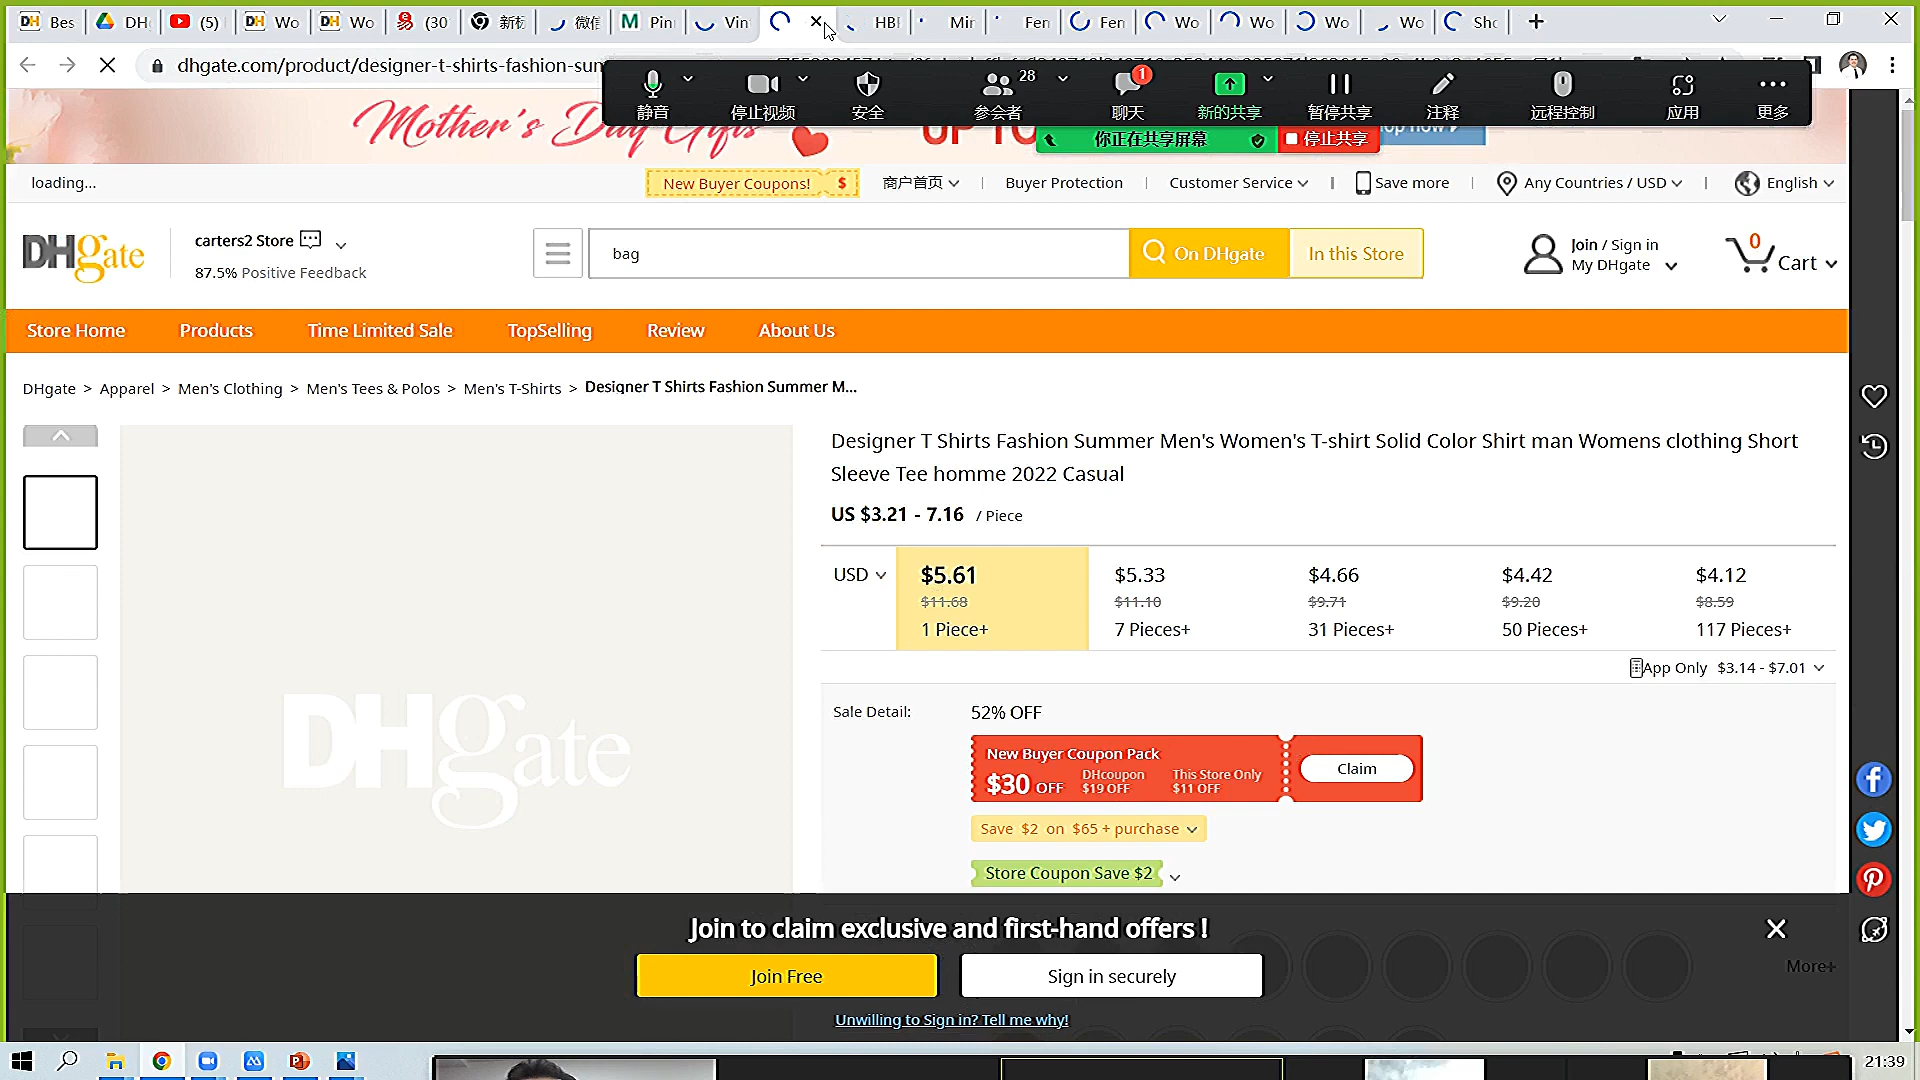 Bes
DH
(5)
Wo
Wo
(30
新标
微信
Pin
Vin
HBI
Mir
Fen
Fen
Wo
Wo
Wo
Wo
Sho
dhgate.com/product/designer-t-shirts-fashion-sun
静音
停止视频
安全
28
参会者
1
聊天
新的共享
暂停共享
注释
远程控制
应用
更多
你正在共享屏幕
停止共享
Mother's Day Gifts
UP TO
loading...
New Buyer Coupons!
$
商户首页
Buyer Protection
Customer Service
Save more
Any Countries / USD
English
DHgate
carters2 Store
87.5% Positive Feedback
bag
On DHgate
In this Store
Join / Sign in
My DHgate
0
Cart
Store Home
Products
Time Limited Sale
TopSelling
Review
About Us
DHgate > Apparel > Men's Clothing > Men's Tees & Polos > Men's T-Shirts > Designer T Shirts Fashion Summer M...
Designer T Shirts Fashion Summer Men's Women's T-shirt Solid Color Shirt man Womens clothing Short
Sleeve Tee homme 2022 Casual
US $3.21 - 7.16 / Piece
USD
$5.61
$11.68
1 Piece+
$5.33
$11.10
7 Pieces+
$4.66
$9.71
31 Pieces+
$4.42
$9.20
50 Pieces+
$4.12
$8.59
117 Pieces+
App Only $3.14 - $7.01
Sale Detail:
52% OFF
New Buyer Coupon Pack
$30 OFF
DHcoupon
$19 OFF
This Store Only
$11 OFF
Claim
Save $2 on $65 + purchase
Store Coupon Save $2
DHgate
Join to claim exclusive and first-hand offers !
Join Free
Sign in securely
More+
Unwilling to Sign in? Tell me why!
21:39